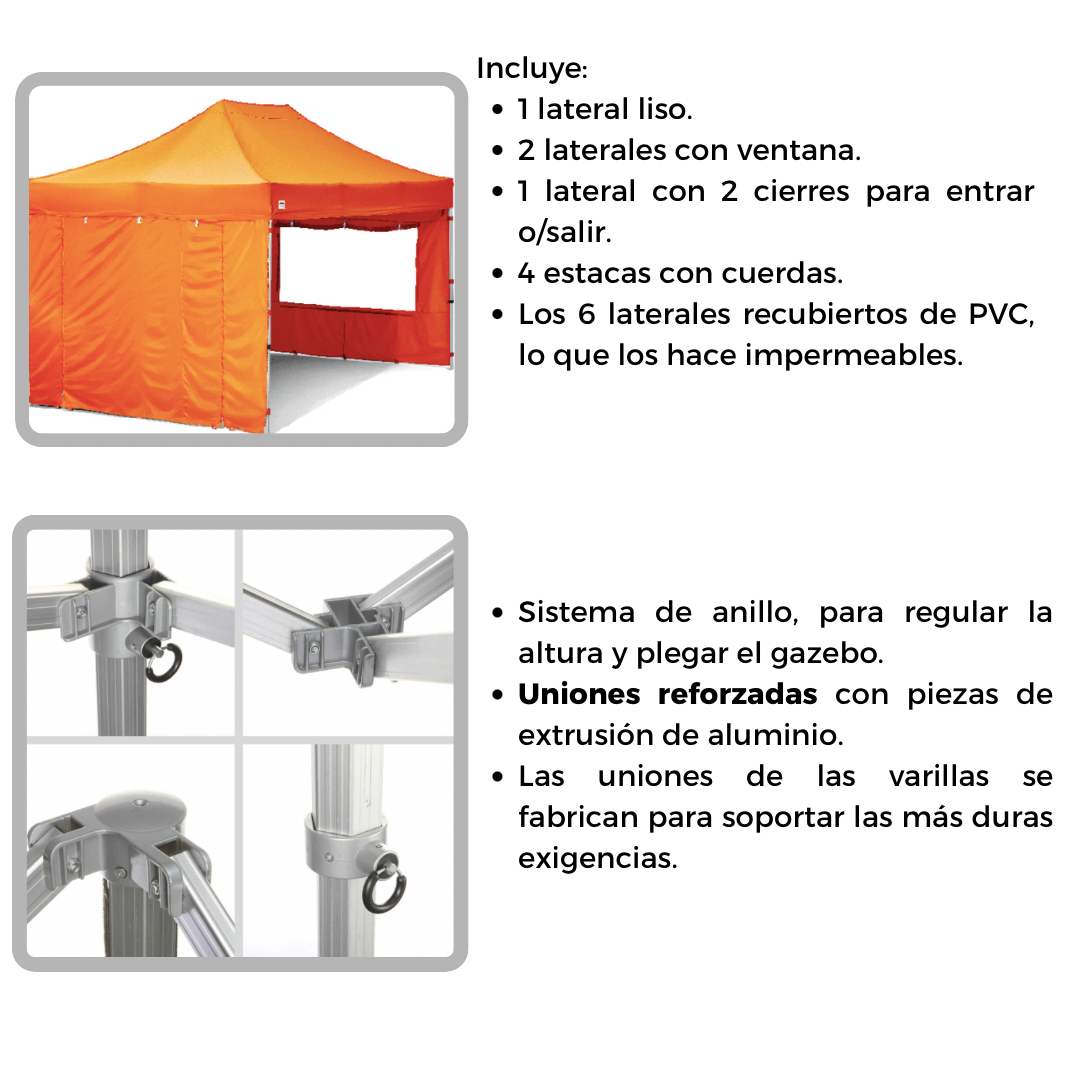 Incluye:
• 1 lateral liso.
• 2 laterales con ventana.
• 1 lateral con 2 cierres para entrar
o/salir.
• 4 estacas con cuerdas.
• Los 6 laterales recubiertos de PVC,
lo que los hace impermeables.
• Sistema de anillo, para regular la
altura y plegar el gazebo.
• Uniones reforzadas con piezas de
extrusión de aluminio.
• Las uniones de las varillas se
fabrican para soportar las más duras
exigencias.